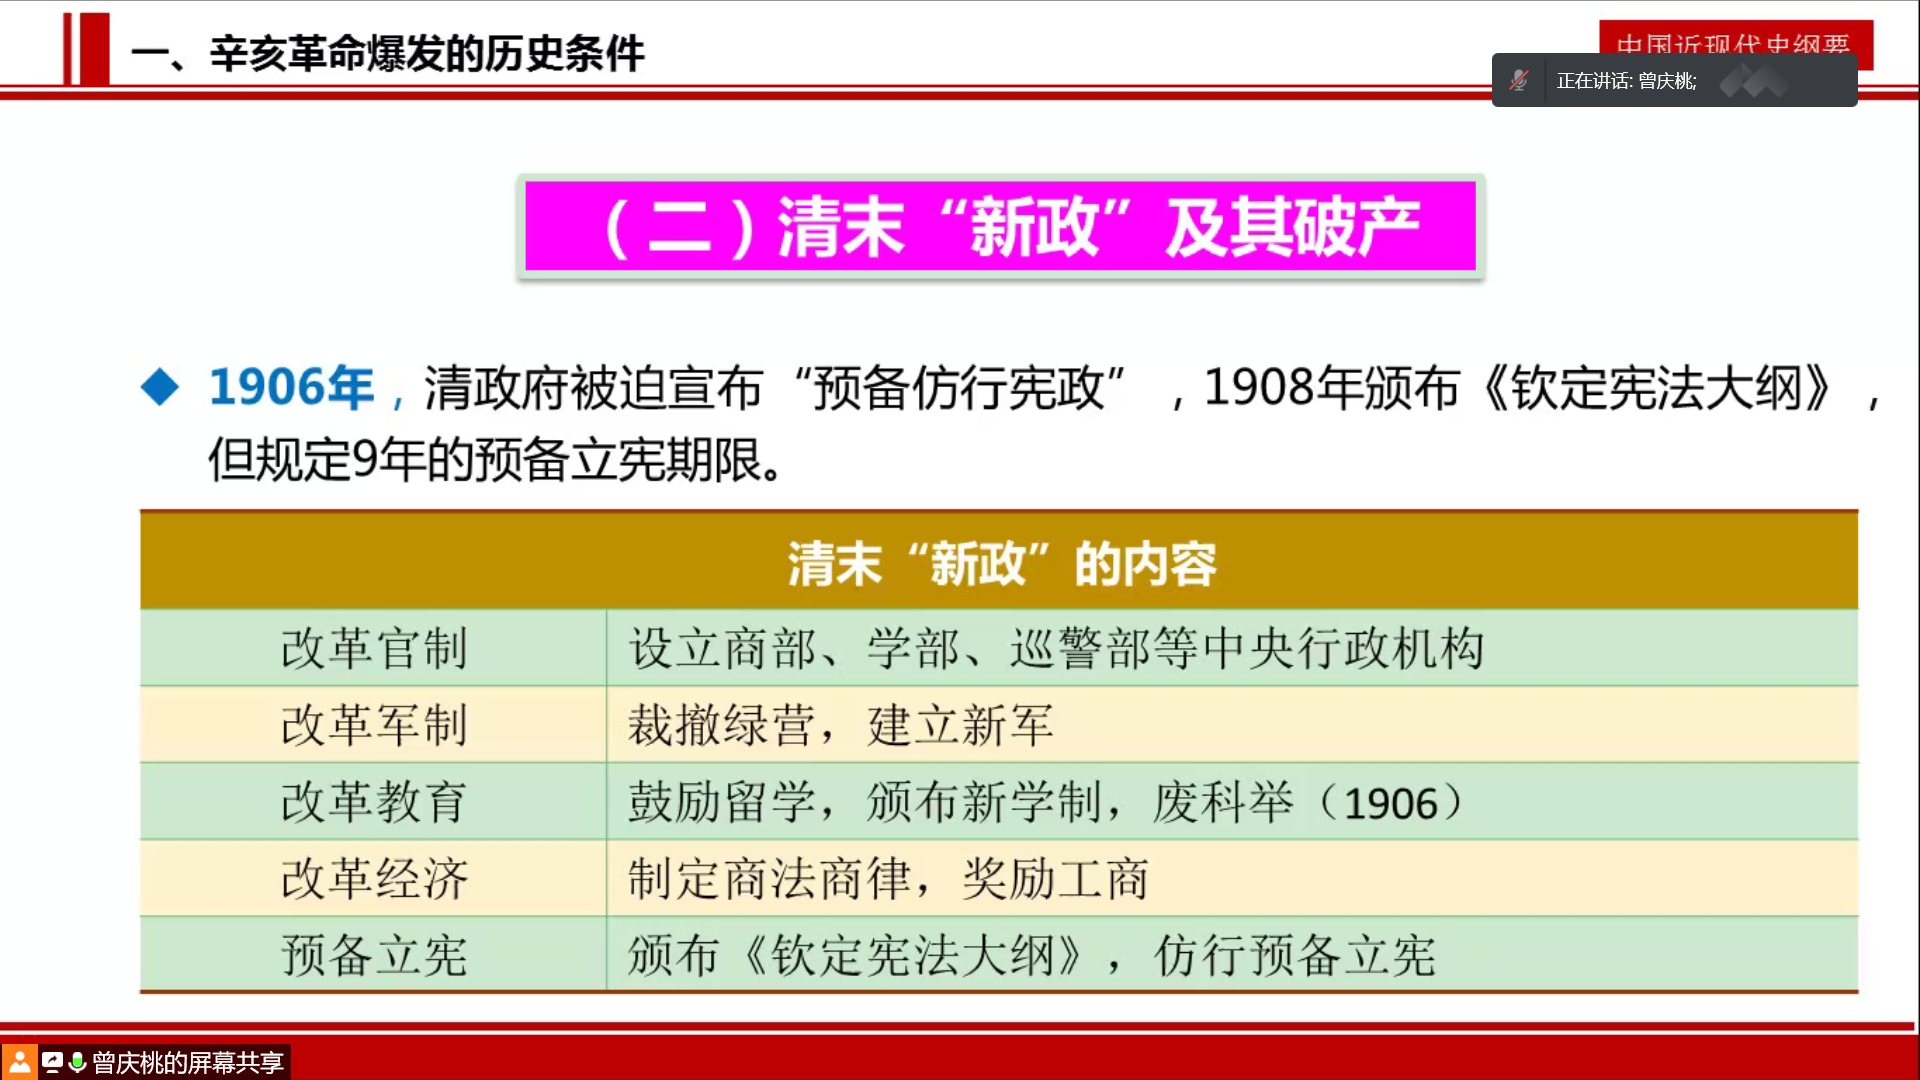 一、辛亥革命爆发的历史条件
中国近现代史纲要
正在讲话: 曾庆桃;
（二）清末“新政”及其破产
1906年，清政府被迫宣布“预备仿行宪政”，1908年颁布《钦定宪法大纲》，
但规定9年的预备立宪期限。
清末“新政”的内容
改革官制 设立商部、学部、巡警部等中央行政机构
改革军制 裁撤绿营，建立新军
改革教育 鼓励留学，颁布新学制，废科举（1906）
改革经济 制定商法商律，奖励工商
预备立宪 颁布《钦定宪法大纲》，仿行预备立宪
曾庆桃的屏幕共享